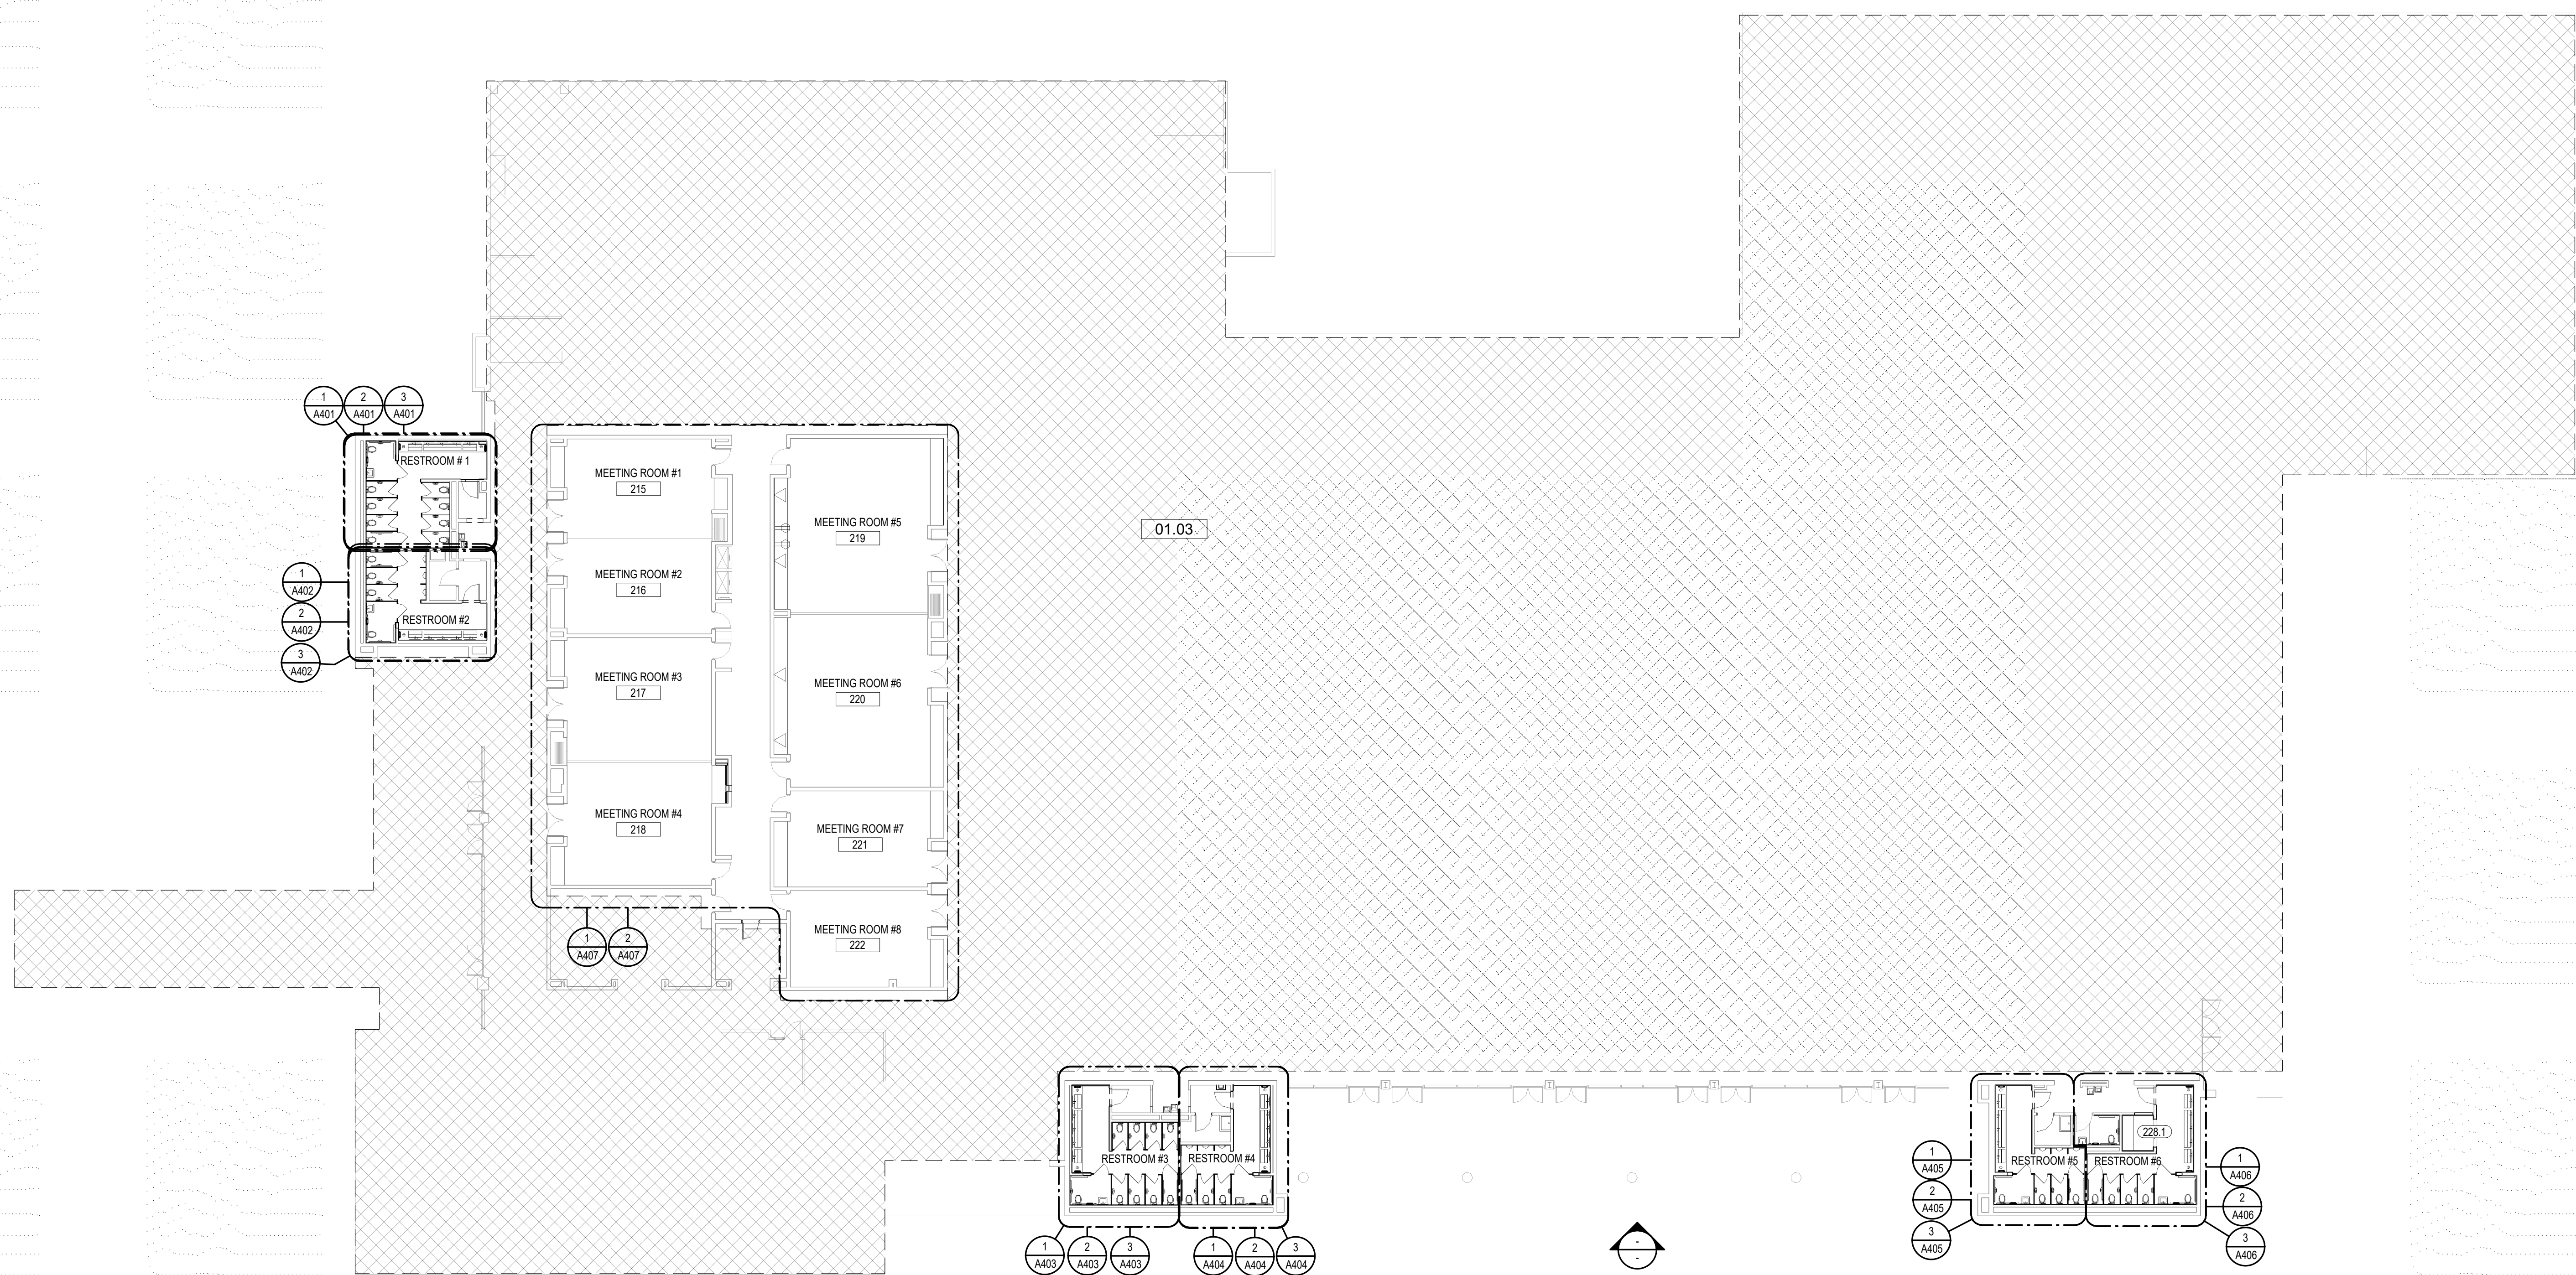 1
A401
2
A401
3
A401
RESTROOM # 1
1
A402
2
A402
3
A402
RESTROOM #2
MEETING ROOM #1
215
MEETING ROOM #2
216
MEETING ROOM #3
217
MEETING ROOM #4
218
MEETING ROOM #5
219
MEETING ROOM #6
220
MEETING ROOM #7
221
MEETING ROOM #8
222
01.03
1
A407
2
A407
RESTROOM #3
RESTROOM #4
1
A403
2
A403
3
A403
1
A404
2
A404
3
A404
-
-
1
A405
2
A405
3
A405
RESTROOM #5
228.1
RESTROOM #6
1
A406
2
A406
3
A406